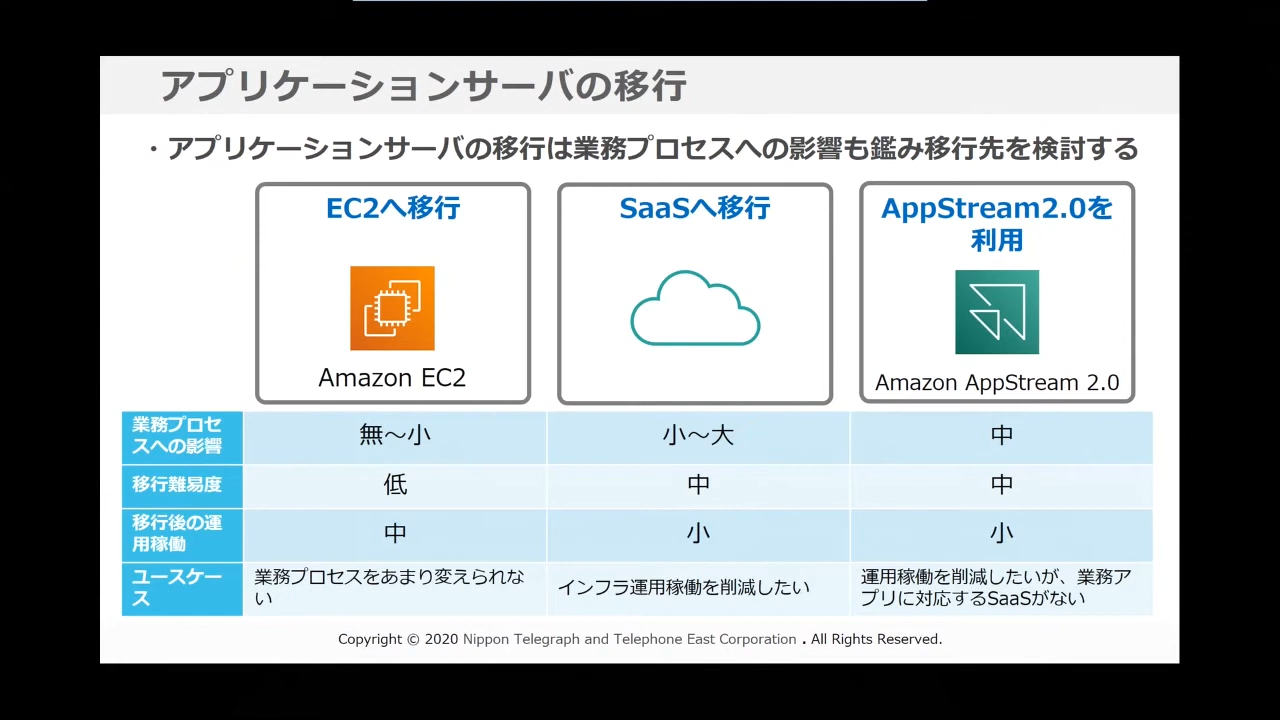 アプリケーションサーバの移行
・アプリケーションサーバの移行は業務プロセスへの影響も鑑み移行先を検討する
EC2へ移行
Amazon EC2
SaaSへ移行
AppStream2.0を
利用
Amazon AppStream 2.0
業務プロセ
スへの影響
無～小
小～大
中
移行難易度
低
中
中
移行後の運
用稼働
中
小
小
ユースケー
ス
業務プロセスをあまり変えられな
い
インフラ運用稼働を削減したい
運用稼働を削減したいが、業務ア
プリに対応するSaaSがない
Copyright © 2020 Nippon Telegraph and Telephone East Corporation . All Rights Reserved.